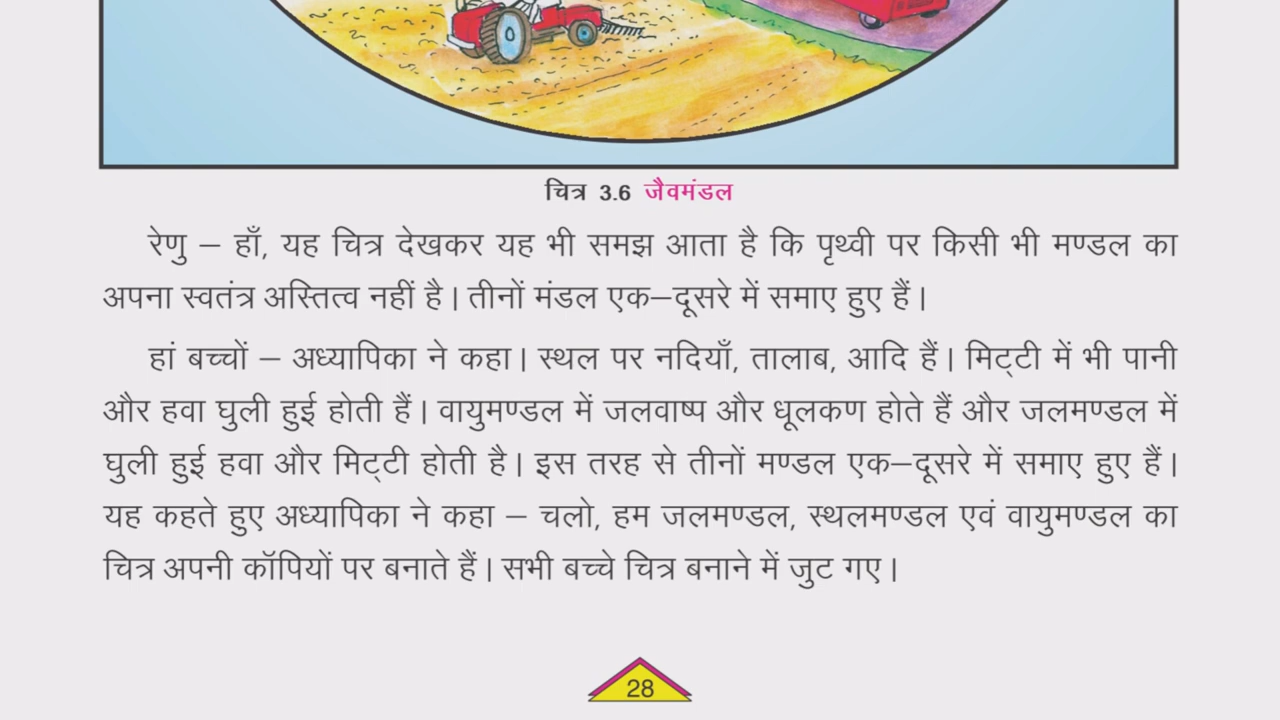 चित्र 3.6 जैवमंडल
रेणु – हाँ, यह चित्र देखकर यह भी समझ आता है कि पृथ्वी पर किसी भी मण्डल का
अपना स्वतंत्र अस्तित्व नहीं है। तीनों मंडल एक–दूसरे में समाए हुए हैं।
हां बच्चों – अध्यापिका ने कहा। स्थल पर नदियाँ, तालाब, आदि हैं। मिट्टी में भी पानी
और हवा घुली हुई होती हैं। वायुमण्डल में जलवाष्प और धूलकण होते हैं और जलमण्डल में
घुली हुई हवा और मिट्टी होती है। इस तरह से तीनों मण्डल एक–दूसरे में समाए हुए हैं।
यह कहते हुए अध्यापिका ने कहा – चलो, हम जलमण्डल, स्थलमण्डल एवं वायुमण्डल का
चित्र अपनी कॉपियों पर बनाते हैं। सभी बच्चे चित्र बनाने में जुट गए।
28